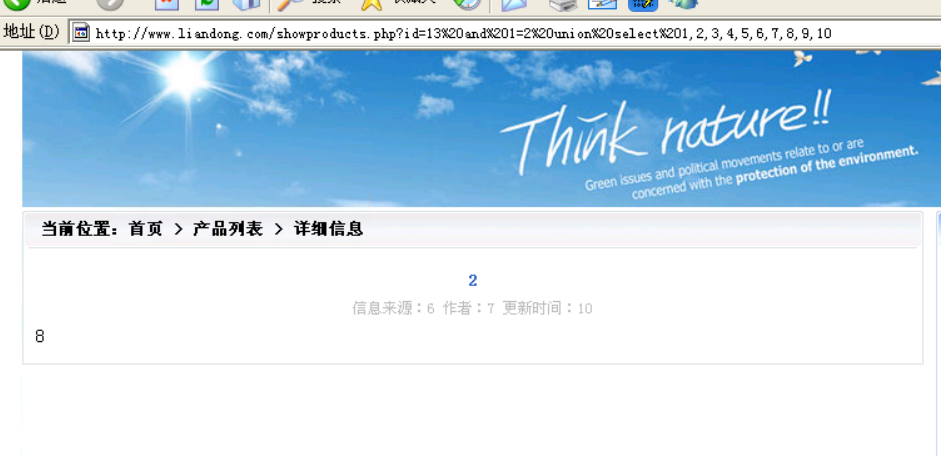 地址(D) http://www.liandong.com/showproducts.php?id=13%20and%201=2%20union%20select%201,2,3,4,5,6,7,8,9,10
Think nature!!
Green issues and political movements relate to or are
concerned with the protection of the environment.
当前位置：首页 > 产品列表 > 详细信息
2
信息来源：6 作者：7 更新时间：10
8